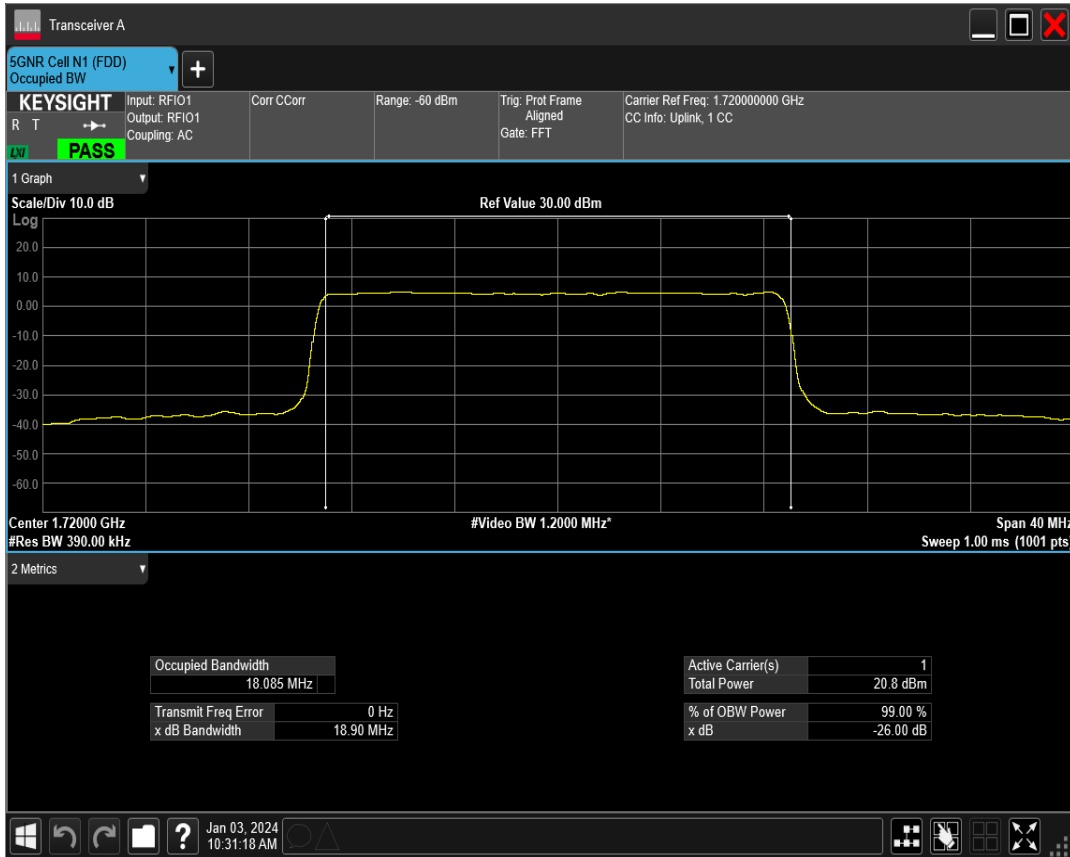 Transceiver A
5GNR Cell N1 (FDD)
Occupied BW
+
KEYSIGHT
R T
LXI
PASS
Input: RFIO1
Output: RFIO1
Coupling: AC
Corr CCorr
Range: -60 dBm
Trig: Prot Frame
Aligned
Gate: FFT
Carrier Ref Freq: 1.720000000 GHz
CC Info: Uplink, 1 CC
1 Graph
Scale/Div 10.0 dB
Ref Value 30.00 dBm
Log
20.0
10.0
0.00
-10.0
-20.0
-30.0
-40.0
-50.0
-60.0
Center 1.72000 GHz
#Video BW 1.2000 MHz*
Span 40 MHz
#Res BW 390.00 kHz
Sweep 1.00 ms (1001 pts)
2 Metrics
Occupied Bandwidth
18.085 MHz
Transmit Freq Error 0 Hz
x dB Bandwidth 18.90 MHz
Active Carrier(s) 1
Total Power 20.8 dBm
% of OBW Power 99.00 %
x dB -26.00 dB
?
Jan 03, 2024
10:31:18 AM